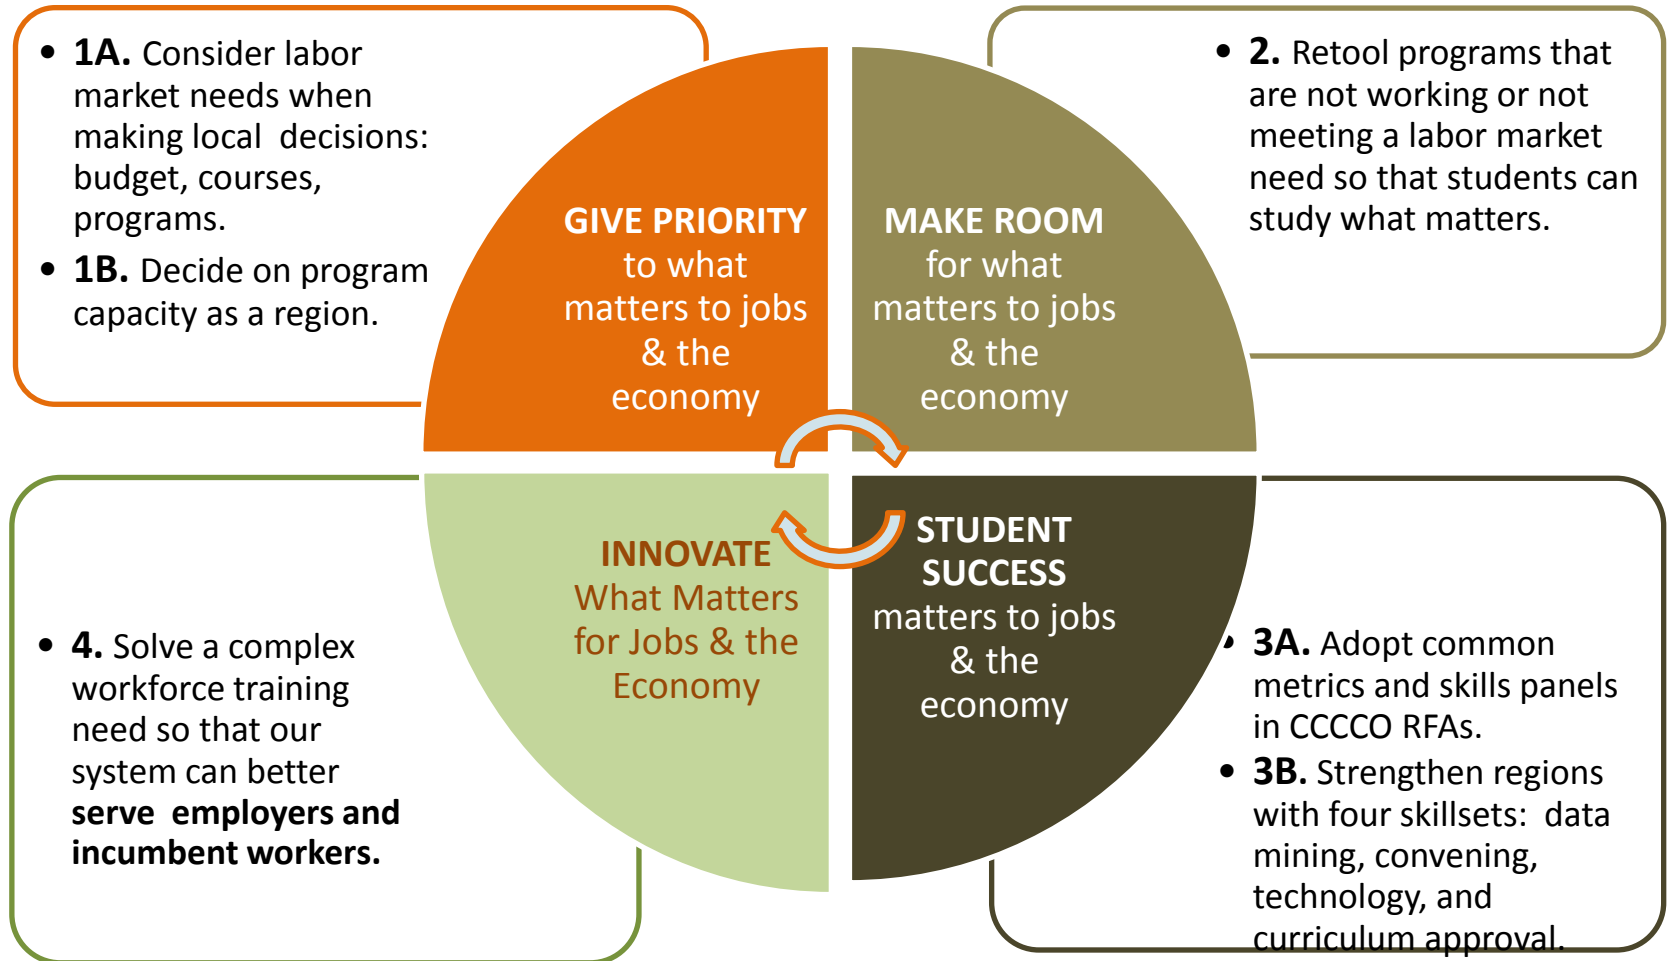 • 1A. Consider labor
market needs when
making local decisions:
budget, courses,
programs.
• 1B. Decide on program
capacity as a region.
GIVE PRIORITY
to what
matters to jobs
& the
economy
MAKE ROOM
for what
matters to jobs
& the
economy
• 2. Retool programs that
are not working or not
meeting a labor market
need so that students can
study what matters.
• 4. Solve a complex
workforce training
need so that our
system can better
serve employers and
incumbent workers.
INNOVATE
What Matters
for Jobs & the
Economy
STUDENT
SUCCESS
matters to jobs
& the
economy
• 3A. Adopt common
metrics and skills panels
in CCCCO RFAs.
• 3B. Strengthen regions
with four skillsets: data
mining, convening,
technology, and
curriculum approval.